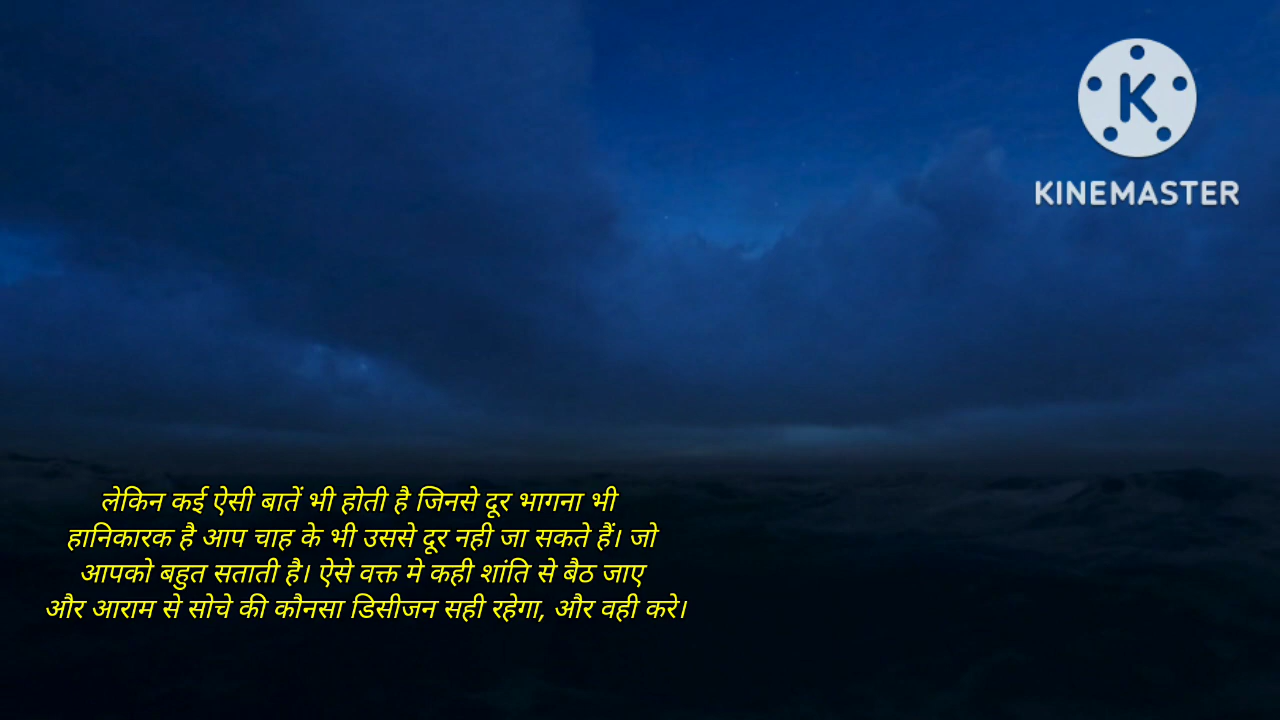 KINEMASTER
लेकिन कई ऐसी बातें भी होती है जिनसे दूर भागना भी
हानिकारक है आप चाह के भी उससे दूर नही जा सकते हैं। जो
आपको बहुत सताती है। ऐसे वक्त मे कही शांति से बैठ जाए
और आराम से सोचे की कौनसा डिसीजन सही रहेगा, और वही करे।